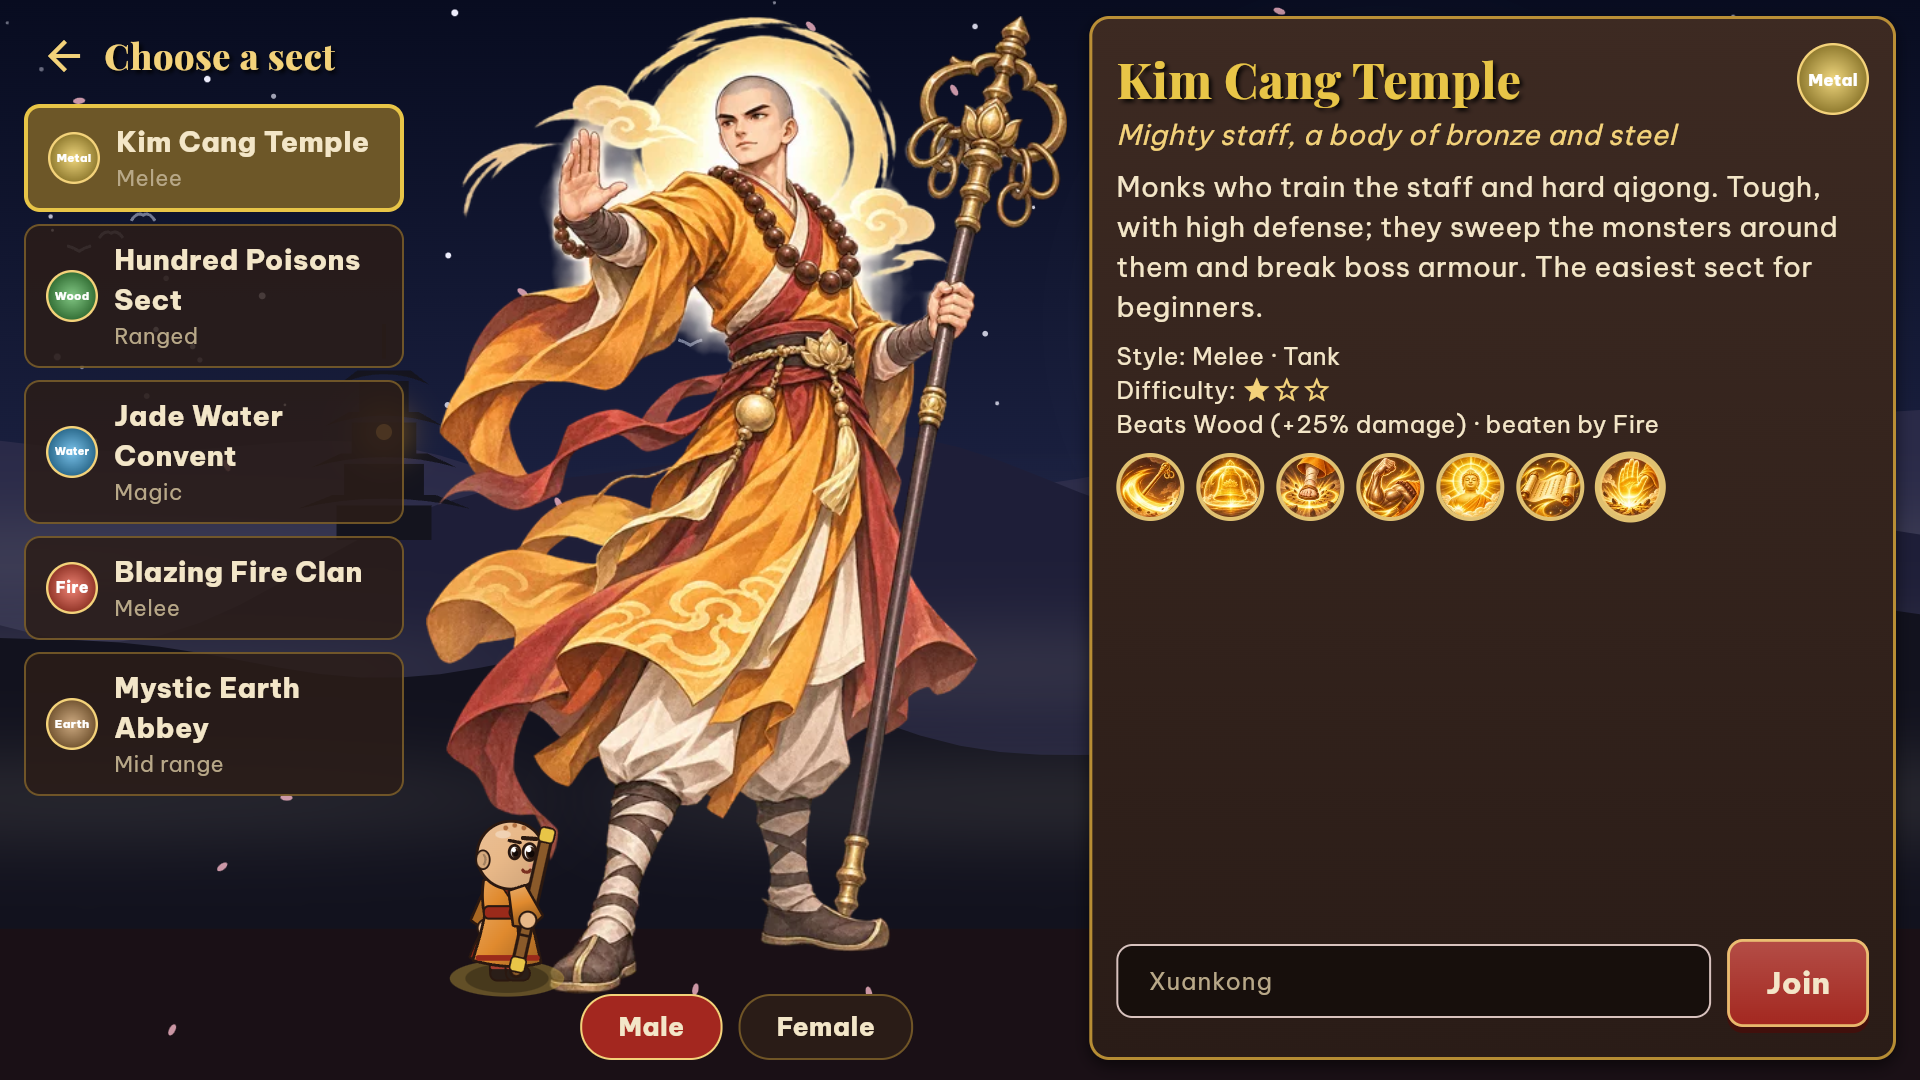 Choose a sect
Metal
Kim Cang Temple
Melee
Wood
Hundred Poisons
Sect
Ranged
Water
Jade Water
Convent
Magic
Fire
Blazing Fire Clan
Melee
Earth
Mystic Earth
Abbey
Mid range
Male
Female
Kim Cang Temple
Metal
Mighty staff, a body of bronze and steel
Monks who train the staff and hard qigong. Tough,
with high defense; they sweep the monsters around
them and break boss armour. The easiest sect for
beginners.
Style: Melee · Tank
Difficulty: ★☆☆
Beats Wood (+25% damage) · beaten by Fire
Xuankong
Join